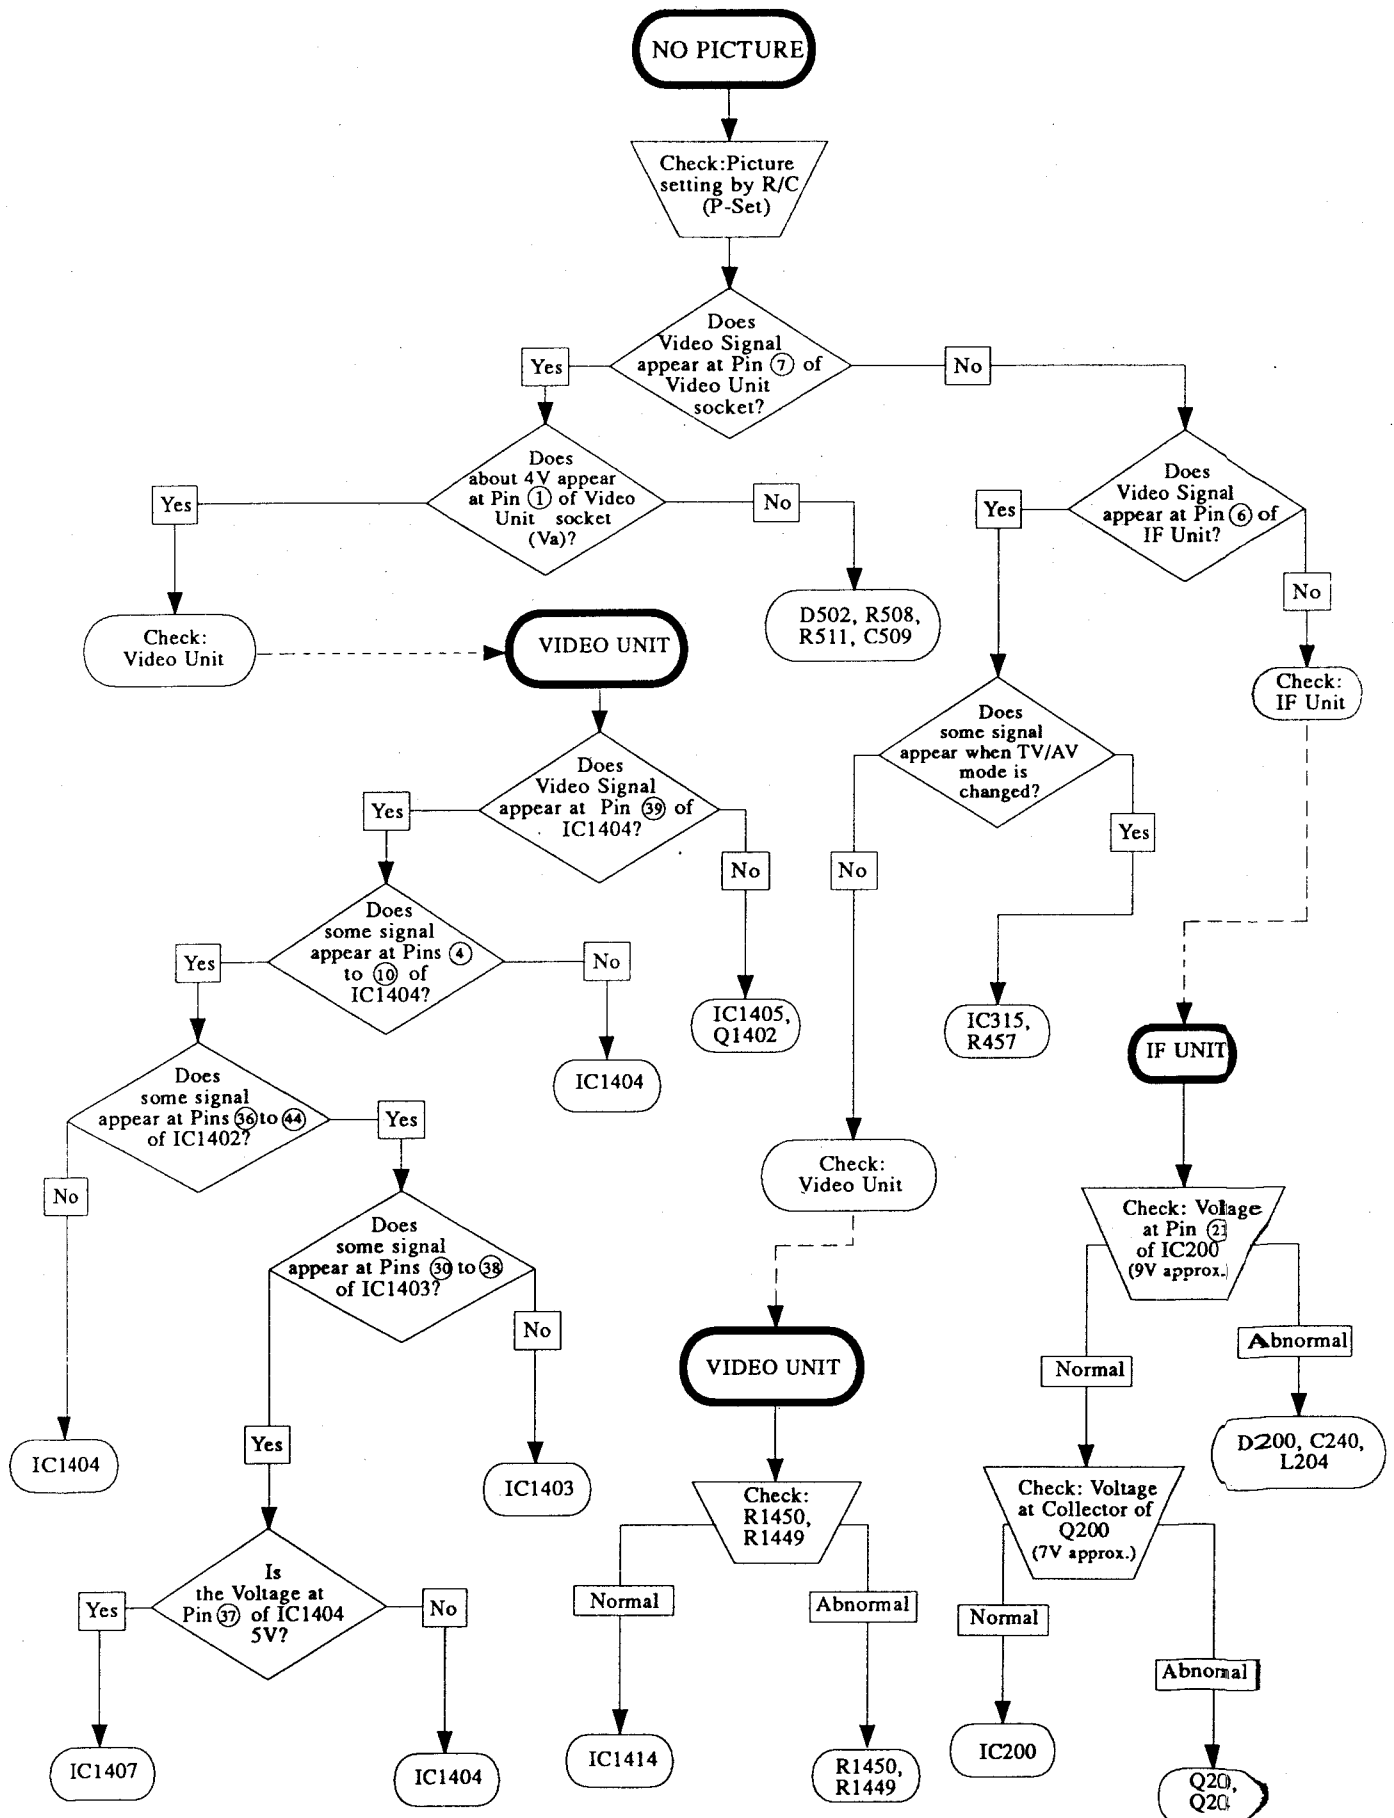 NO PICTURE
Check:Picture
setting by R/C
(P-Set)
Does
Video Signal
appear at Pin 7 of
Video Unit
socket?
Yes
No
Does
about 4V appear
at Pin 1 of Video
Unit socket
(Va)?
Yes
No
Does
Video Signal
appear at Pin 6 of
IF Unit?
Yes
No
D502, R508,
R511, C509
Check:
Video Unit
VIDEO UNIT
Check:
IF Unit
Does
some signal
appear when TV/AV
mode is
changed?
No
Yes
Does
Video Signal
appear at Pin 39 of
IC1404?
Yes
No
Does
some signal
appear at Pins 4
to 10 of
IC1404?
Yes
No
IC1405,
Q1402
IC315,
R457
IF UNIT
IC1404
Does
some signal
appear at Pins 36 to 44
of IC1402?
No
Yes
Check:
Video Unit
Does
some signal
appear at Pins 30 to 38
of IC1403?
Yes
No
Check: Voltage
at Pin 21
of IC200
(9V approx.)
Normal
Abnormal
VIDEO UNIT
IC1404
IC1403
D200, C240,
L204
Check:
R1450,
R1449
Normal
Abnormal
Check: Voltage
at Collector of
Q200
(7V approx.)
Normal
Abnormal
Is
the Voltage at
Pin 37 of IC1404
5V?
Yes
No
IC1407
IC1404
IC1414
R1450,
R1449
IC200